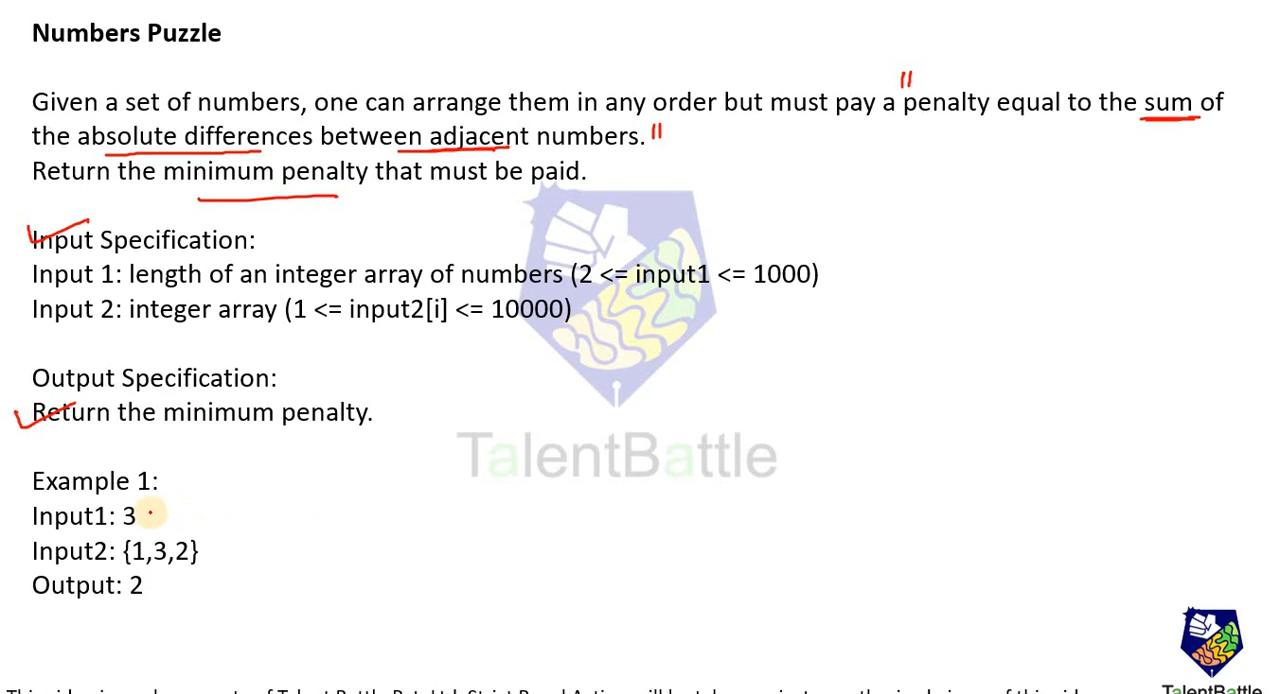 Numbers Puzzle
Given a set of numbers, one can arrange them in any order but must pay a penalty equal to the sum of
the absolute differences between adjacent numbers.
Return the minimum penalty that must be paid.
Input Specification:
Input 1: length of an integer array of numbers (2 <= input1 <= 1000)
Input 2: integer array (1 <= input2[i] <= 10000)
Output Specification:
Return the minimum penalty.
TalentBattle
Example 1:
Input1: 3
Input2: {1,3,2}
Output: 2
TalentBattle